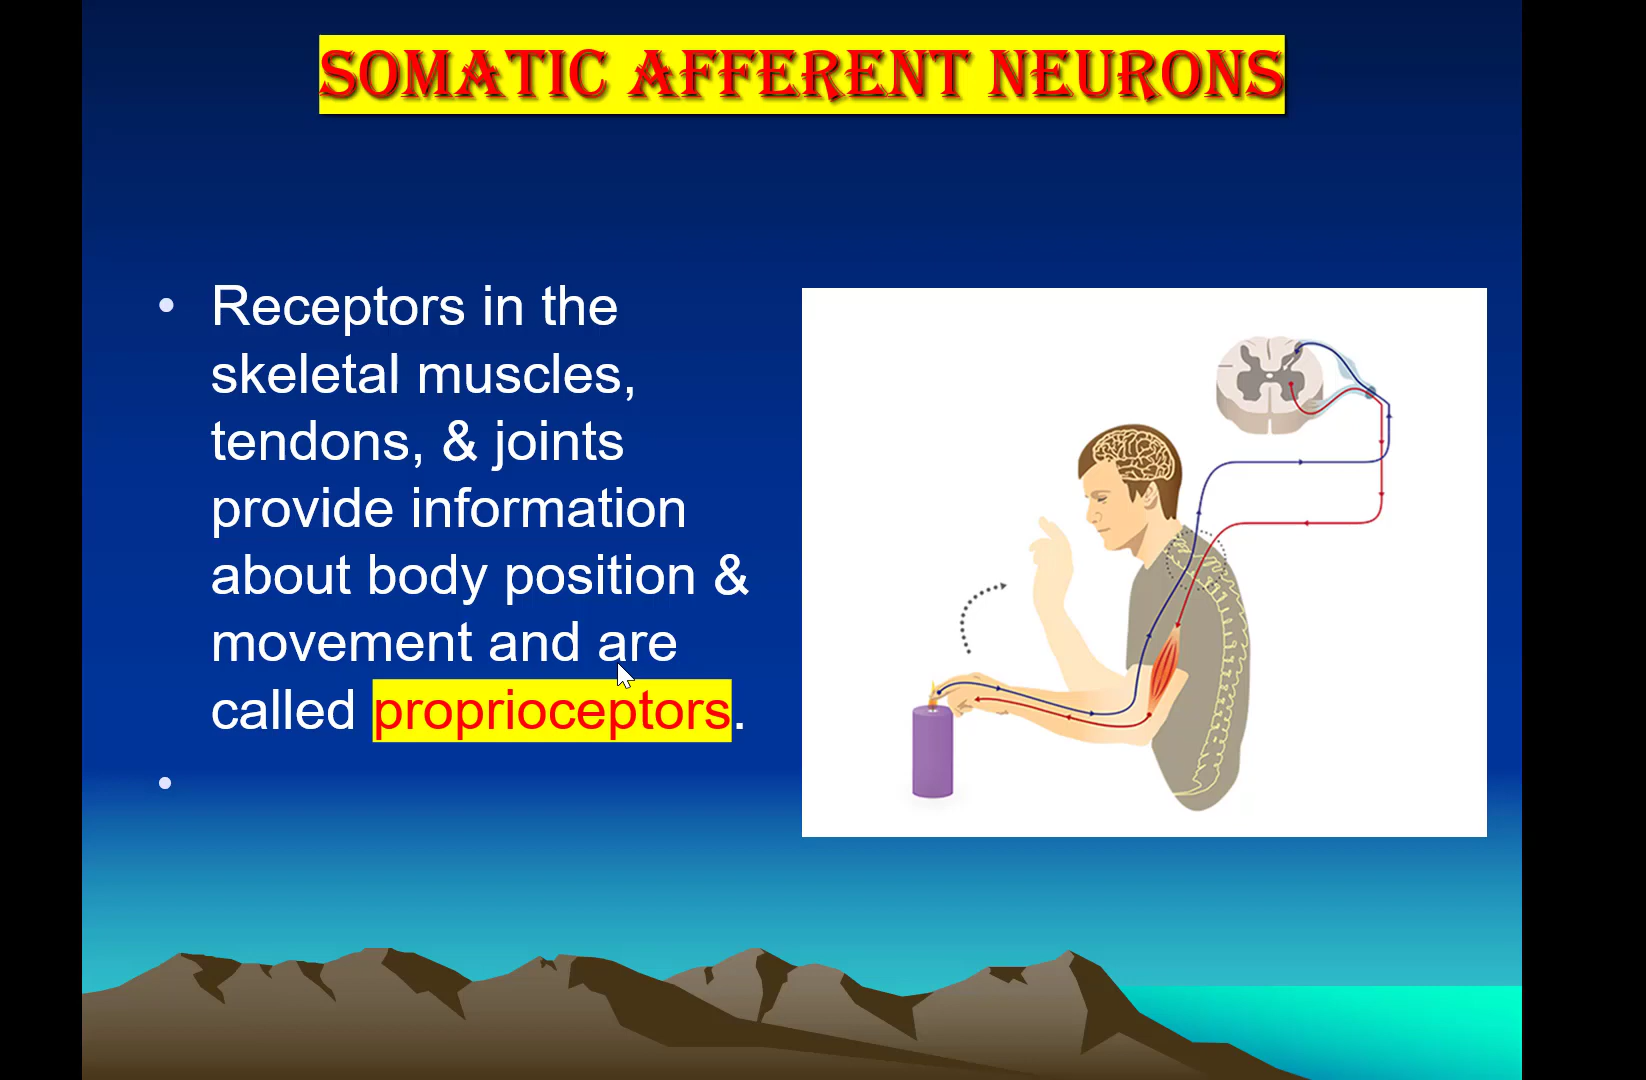 SOMATIC AFFERENT NEURONS
• Receptors in the
skeletal muscles,
tendons, & joints
provide information
about body position &
movement and are
called proprioceptors.
•